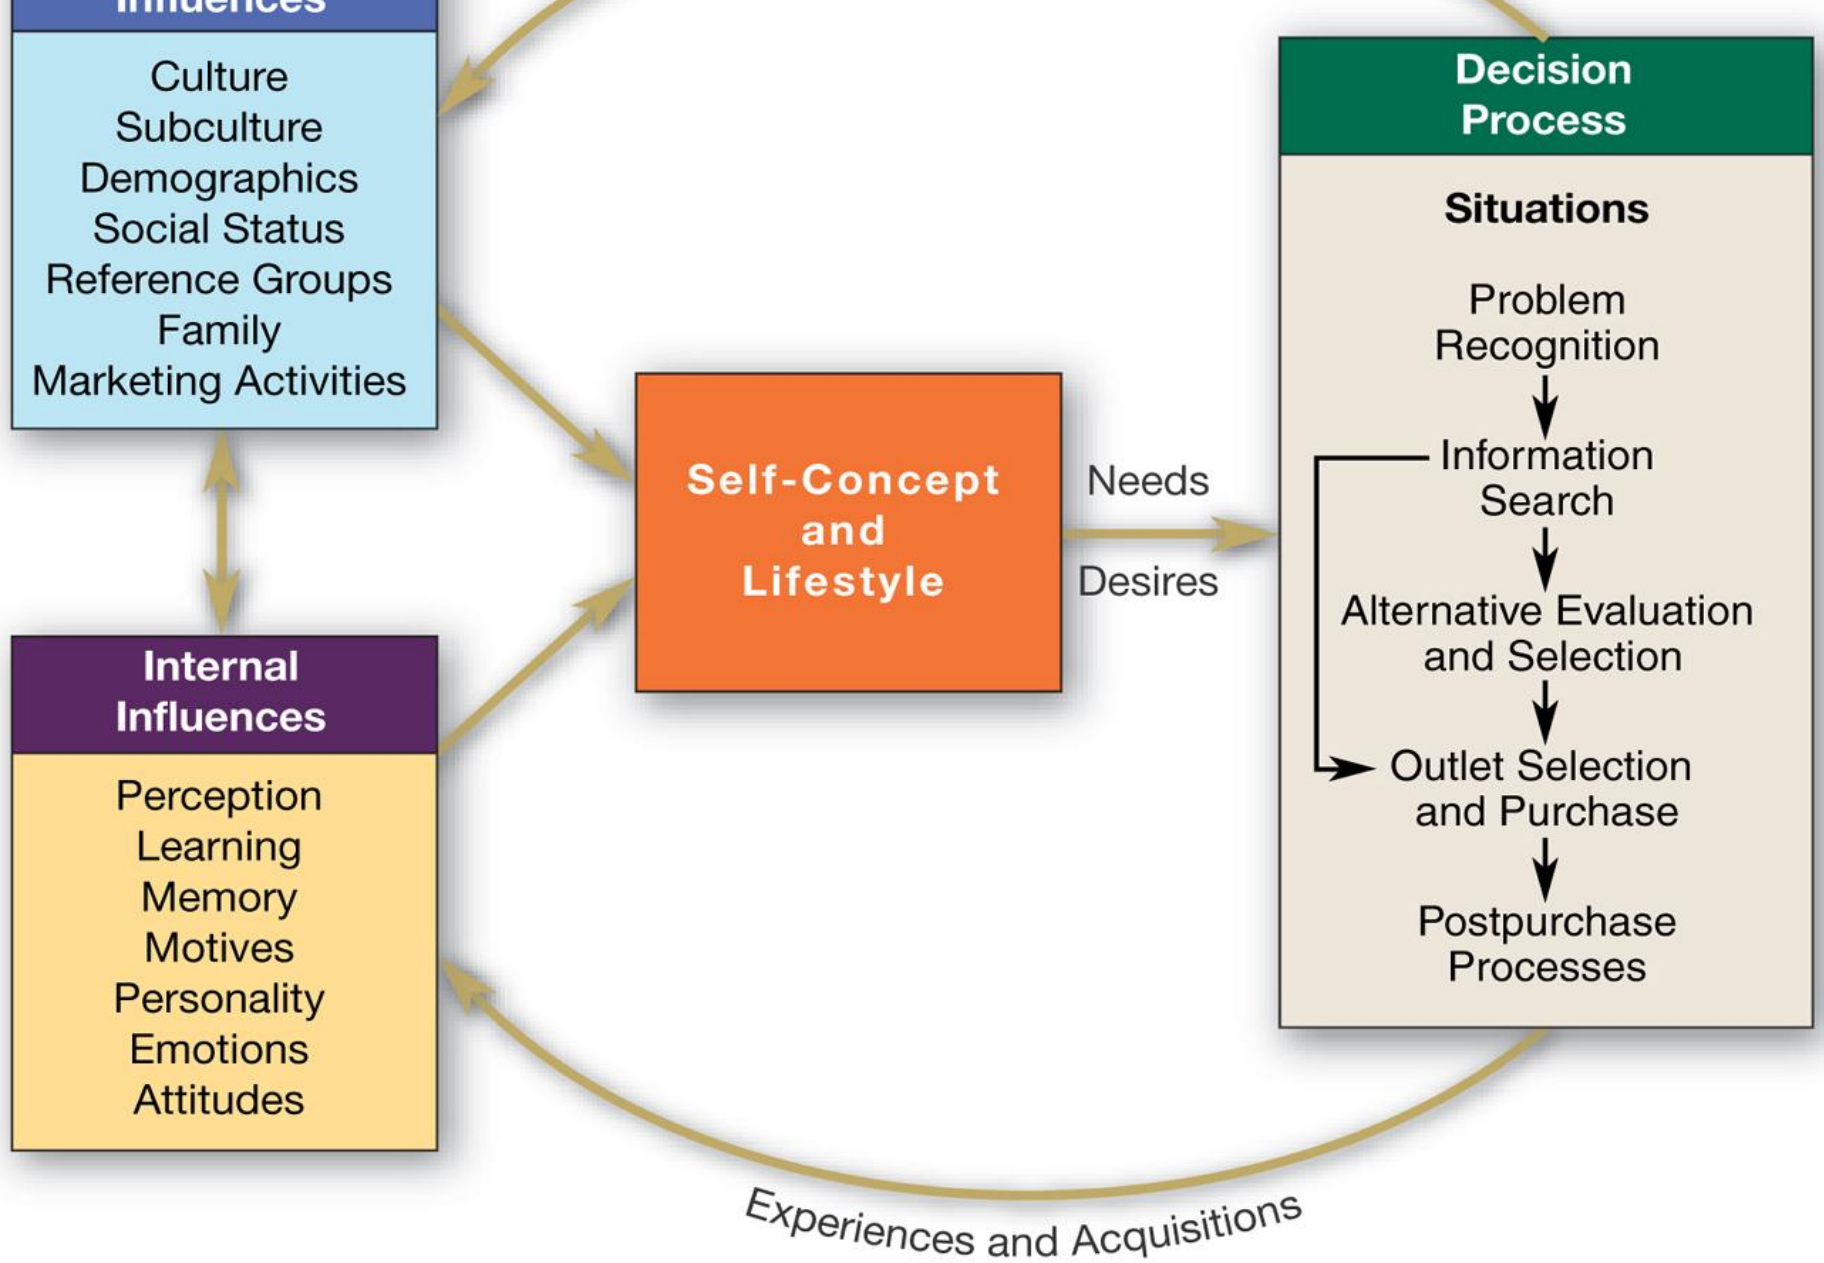 Influences
Culture
Subculture
Demographics
Social Status
Reference Groups
Family
Marketing Activities
Internal
Influences
Perception
Learning
Memory
Motives
Personality
Emotions
Attitudes
Self-Concept
and
Lifestyle
Needs
Desires
Decision
Process
Situations
Problem
Recognition
Information
Search
Alternative Evaluation
and Selection
Outlet Selection
and Purchase
Postpurchase
Processes
Experiences and Acquisitions